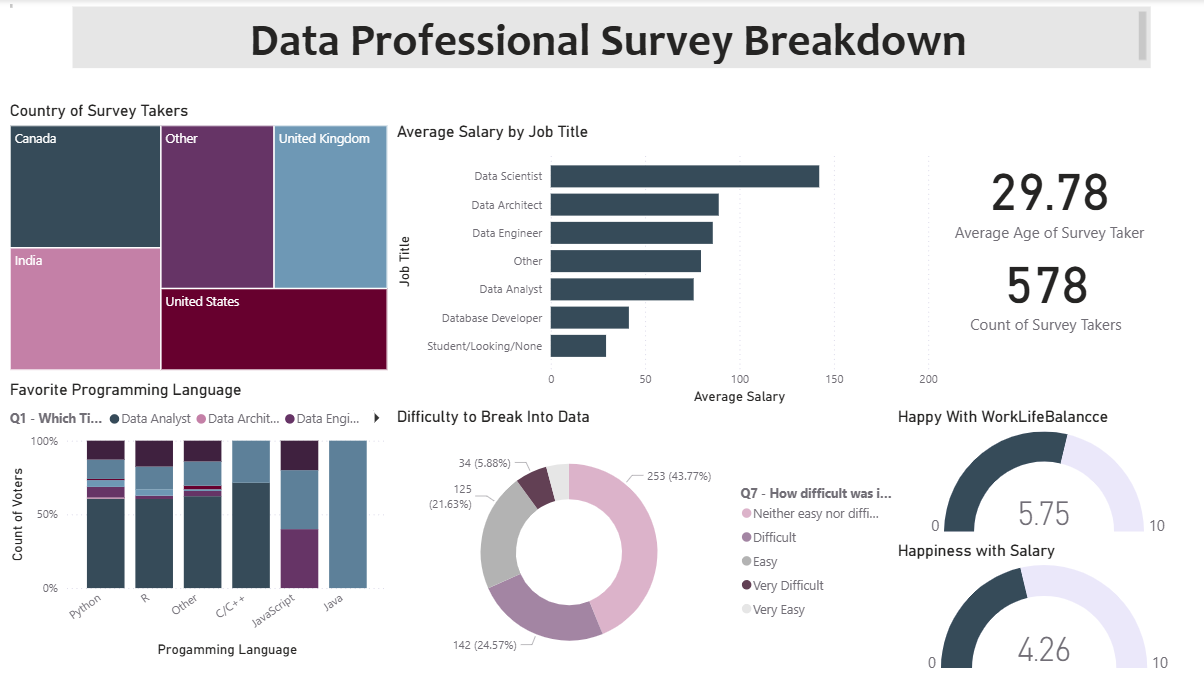 Data Professional Survey Breakdown
Country of Survey Takers
Canada
Other
United Kingdom
India
United States
Average Salary by Job Title
Job Title
Data Scientist
Data Architect
Data Engineer
Other
Data Analyst
Database Developer
Student/Looking/None
0 50 100 150 200
Average Salary
29.78
Average Age of Survey Taker
578
Count of Survey Takers
Favorite Programming Language
Q1 - Which Ti... Data Analyst Data Archit... Data Engi...
Count of Voters
100%
50%
0%
Python R Other C/C++ JavaScript Java
Progamming Language
Difficulty to Break Into Data
34 (5.88%)
253 (43.77%)
125
(21.63%)
142 (24.57%)
Q7 - How difficult was i...
Neither easy nor diffi...
Difficult
Easy
Very Difficult
Very Easy
Happy With WorkLifeBalancce
5.75
0 10
Happiness with Salary
4.26
0 10